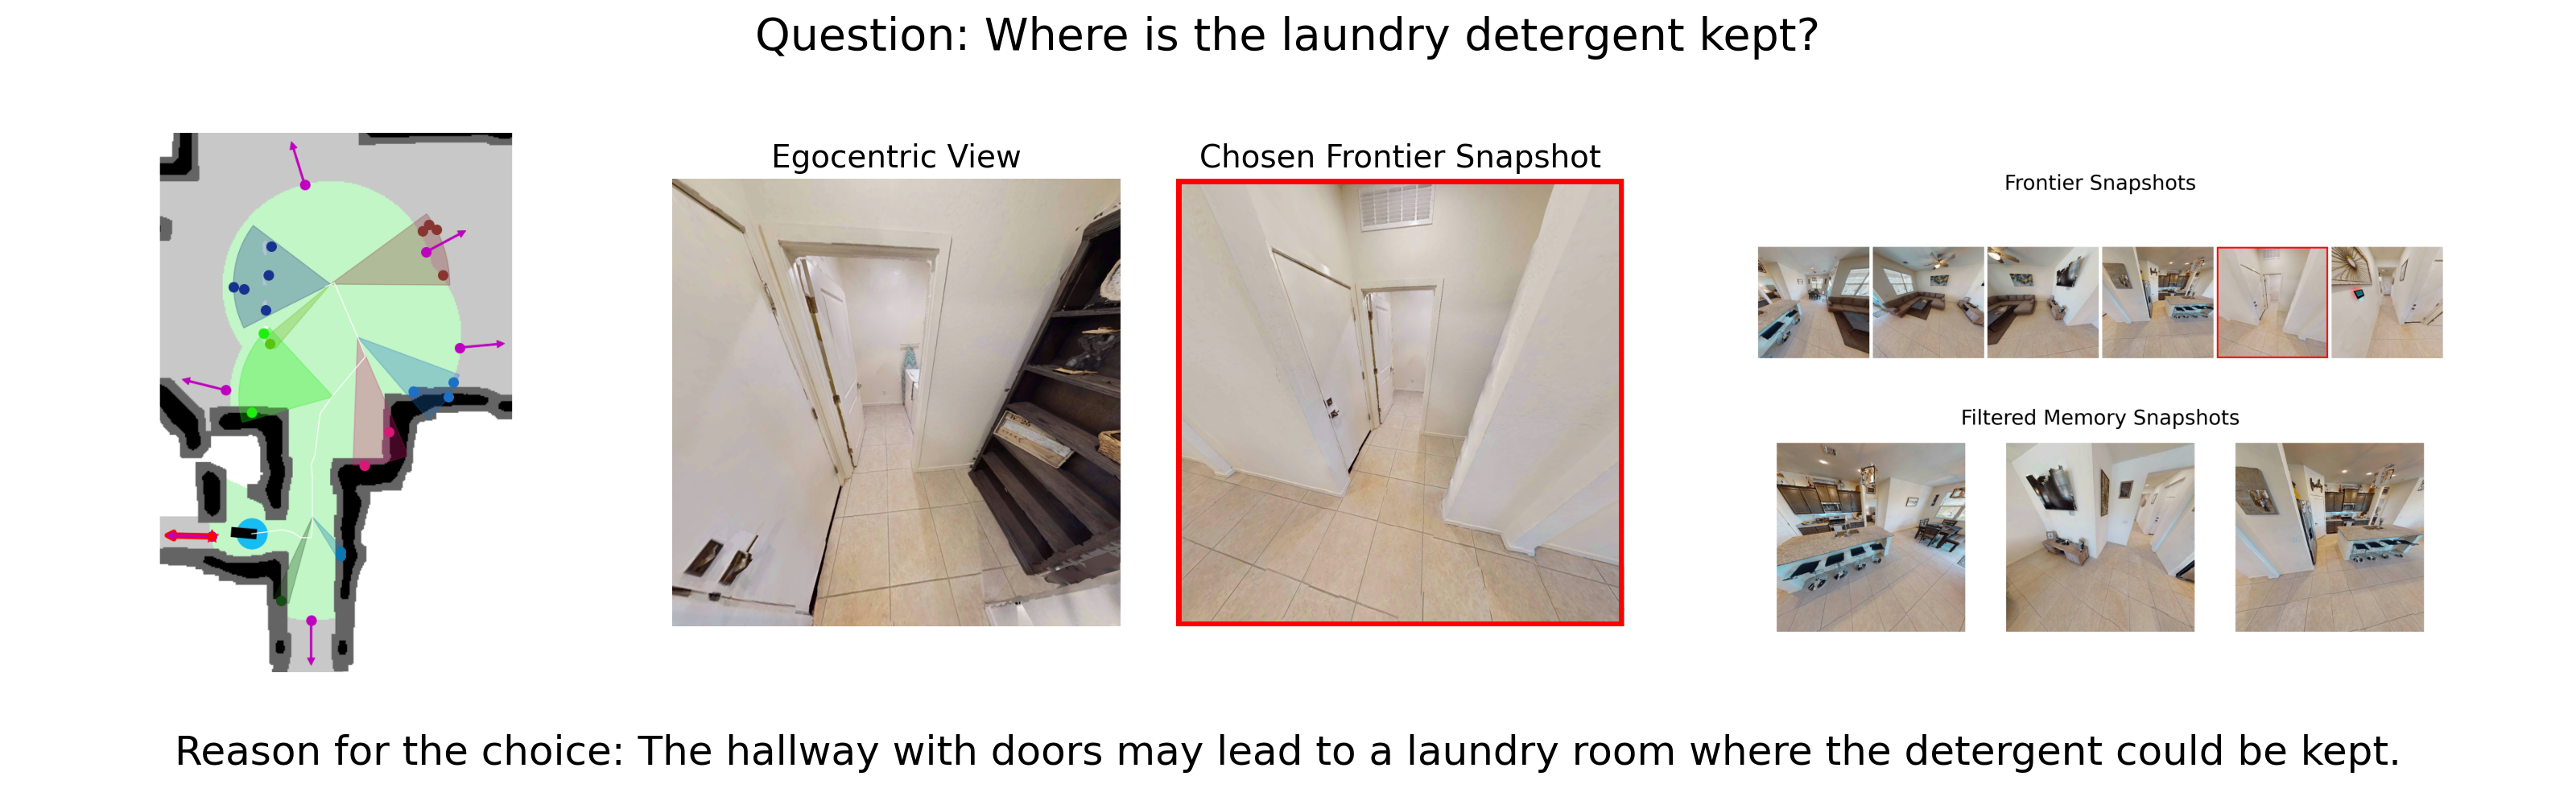 Question: Where is the laundry detergent kept?
Egocentric View
Chosen Frontier Snapshot
Frontier Snapshots
Filtered Memory Snapshots
Reason for the choice: The hallway with doors may lead to a laundry room where the detergent could be kept.